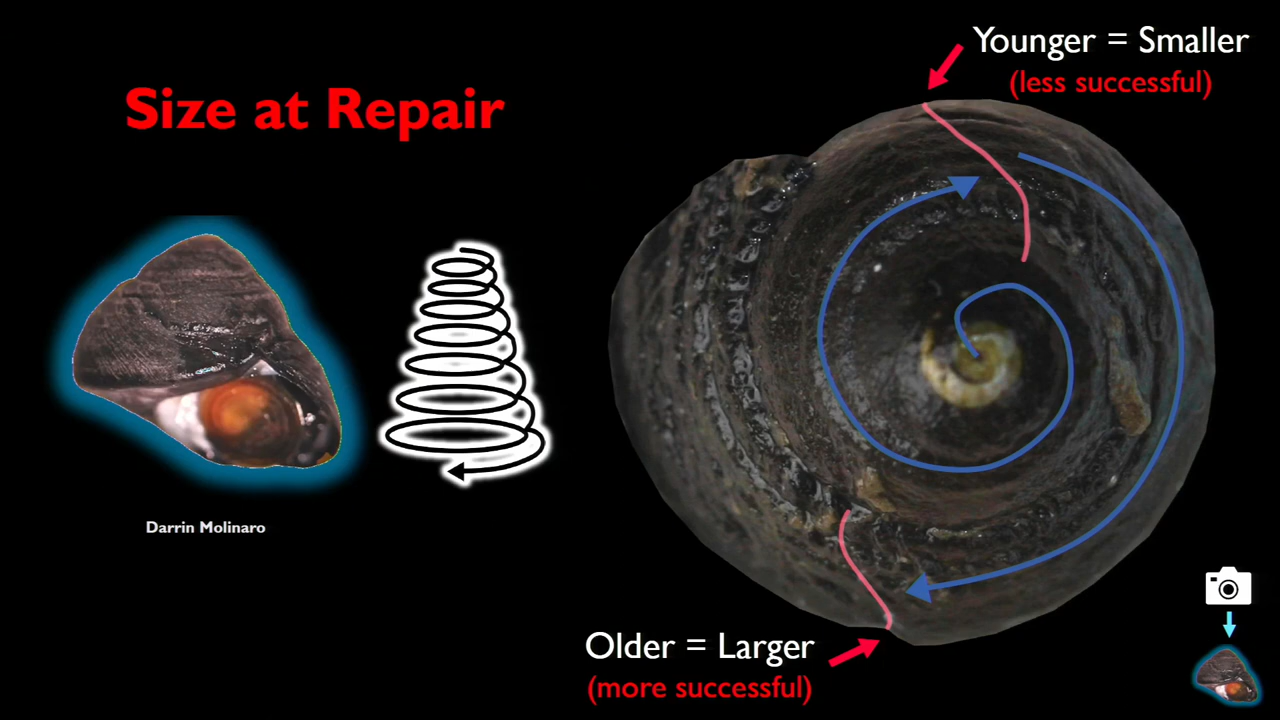 Size at Repair
Younger = Smaller
(less successful)
Darrin Molinaro
Older = Larger
(more successful)